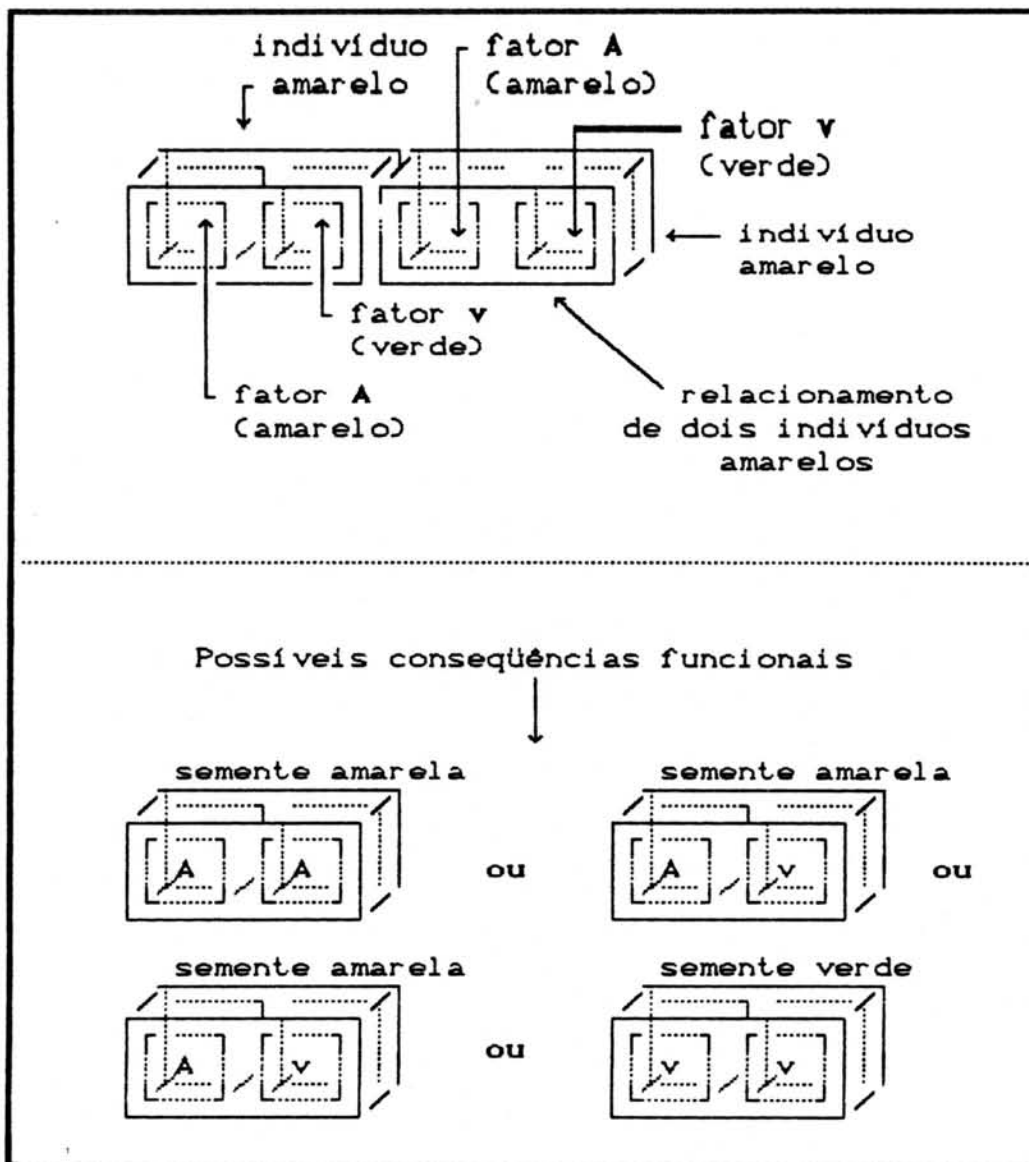 indivíduo
amarelo
fator A
(amarelo)
fator v
(verde)
indivíduo
amarelo
fator v
(verde)
fator A
(amarelo)
relacionamento
de dois indivíduos
amarelos
Possíveis conseqüências funcionais
semente amarela
semente amarela
A A ou A v ou
semente amarela
semente verde
A v ou v v